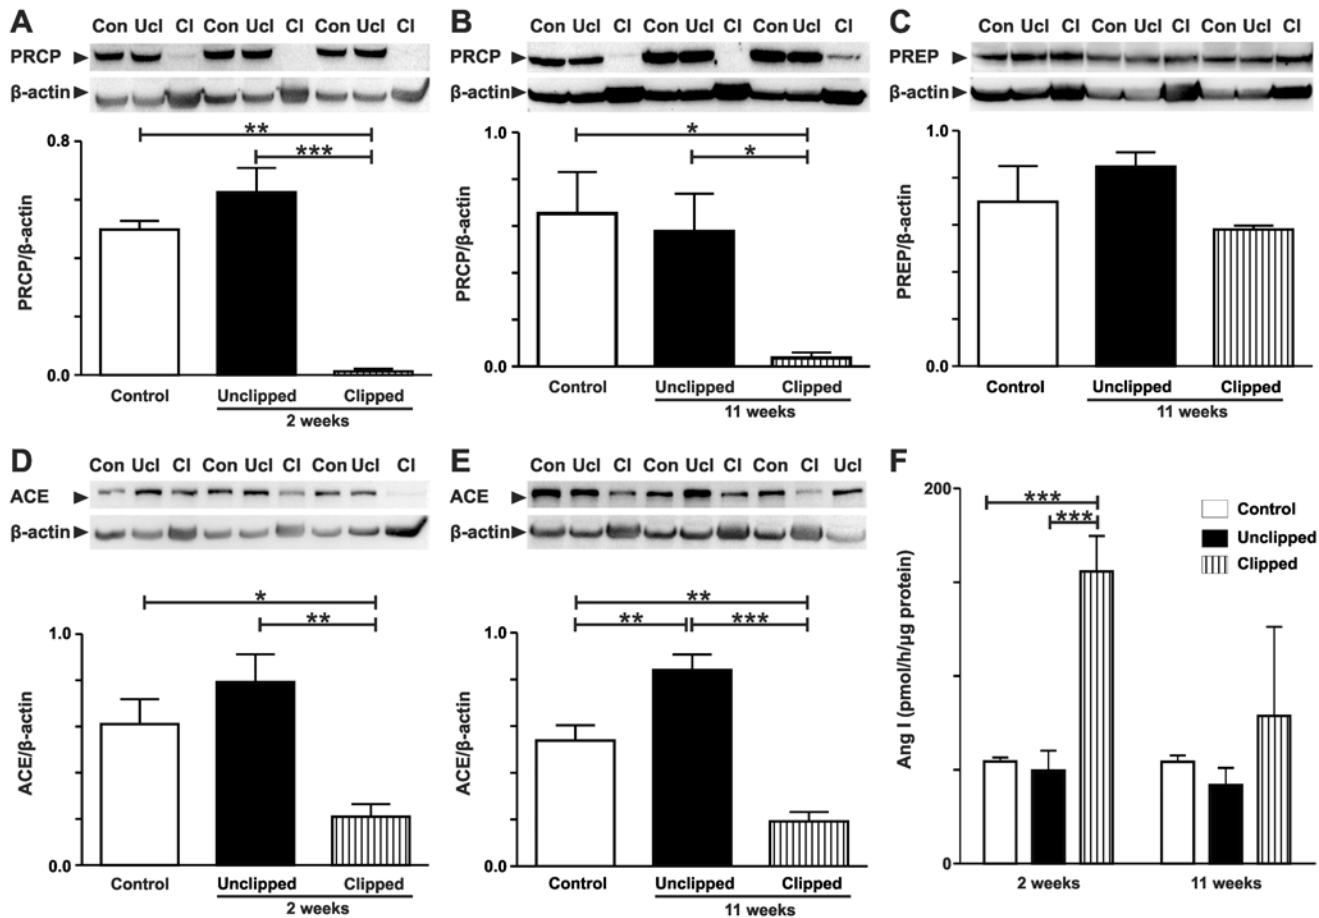 A
Con Ucl Cl Con Ucl Cl Con Ucl Cl
PRCP
β-actin
**
***
0.8
0.0
PRCP/β-actin
Control
Unclipped
Clipped
2 weeks
B
Con Ucl Cl Con Ucl Cl Con Ucl Cl
PRCP
β-actin
*
*
1.0
0.0
PRCP/β-actin
Control
Unclipped
Clipped
11 weeks
C
Con Ucl Cl Con Ucl Cl Con Ucl Cl
PREP
β-actin
1.0
0.0
PREP/β-actin
Control
Unclipped
Clipped
11 weeks
D
Con Ucl Cl Con Ucl Cl Con Ucl Cl
ACE
β-actin
*
**
1.0
0.0
ACE/β-actin
Control
Unclipped
Clipped
2 weeks
E
Con Ucl Cl Con Ucl Cl Con Cl Ucl
ACE
β-actin
**
**
***
1.0
0.0
ACE/β-actin
Control
Unclipped
Clipped
11 weeks
F
200
0
***
***
Control
Unclipped
Clipped
Ang I (pmol/h/µg protein)
2 weeks
11 weeks